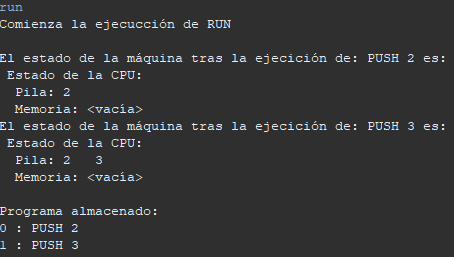 run
Comienza la ejecucción de RUN
El estado de la máquina tras la ejecición de: PUSH 2 es:
Estado de la CPU:
Pila: 2
Memoria: <vacía>
El estado de la máquina tras la ejecición de: PUSH 3 es:
Estado de la CPU:
Pila: 2 3
Memoria: <vacía>
Programa almacenado:
0 : PUSH 2
1 : PUSH 3